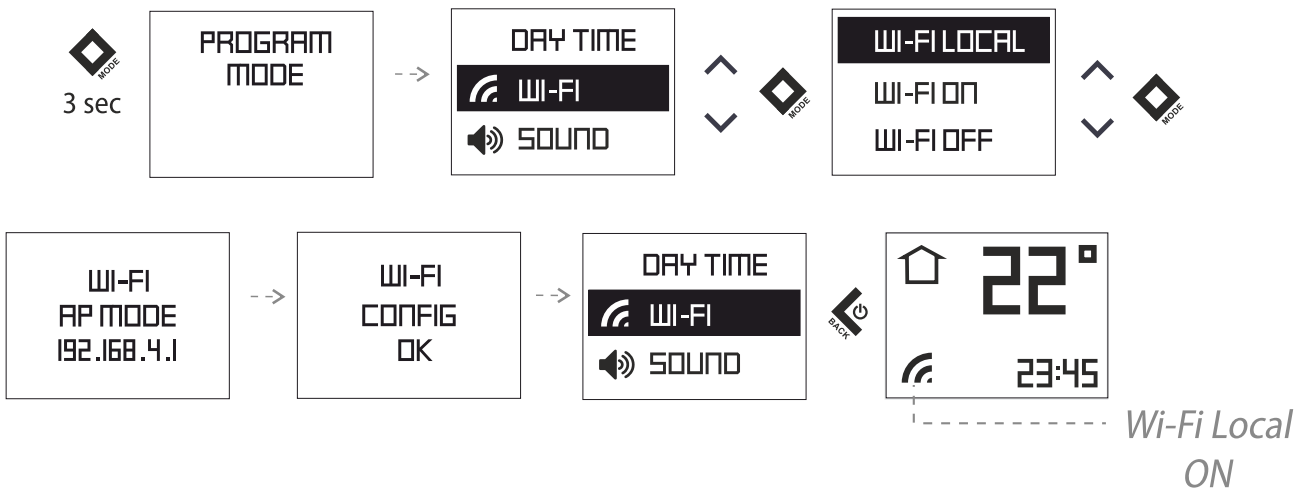 MODE
3 sec
PROGRAM
MODE
DAY TIME
WI-FI
SOUND
MODE
WI-FI LOCAL
WI-FI ON
WI-FI OFF
MODE
WI-FI
AP MODE
192.168.4.1
WI-FI
CONFIG
OK
DAY TIME
WI-FI
SOUND
BACK
22°
23:45
Wi-Fi Local
ON